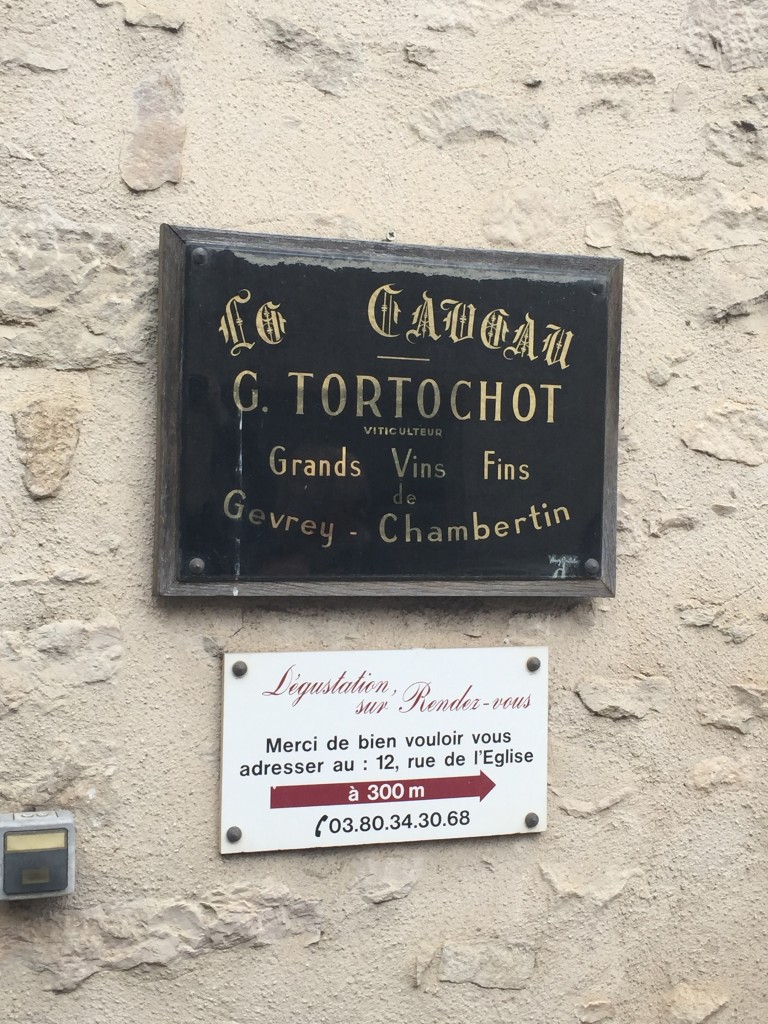 Le Caveau
G. TORTOCHOT
VITICULTEUR
Grands Vins Fins
de
Gevrey - Chambertin
Dégustation,
sur Rendez-vous
Merci de bien vouloir vous
adresser au : 12, rue de l'Eglise
à 300 m
03.80.34.30.68